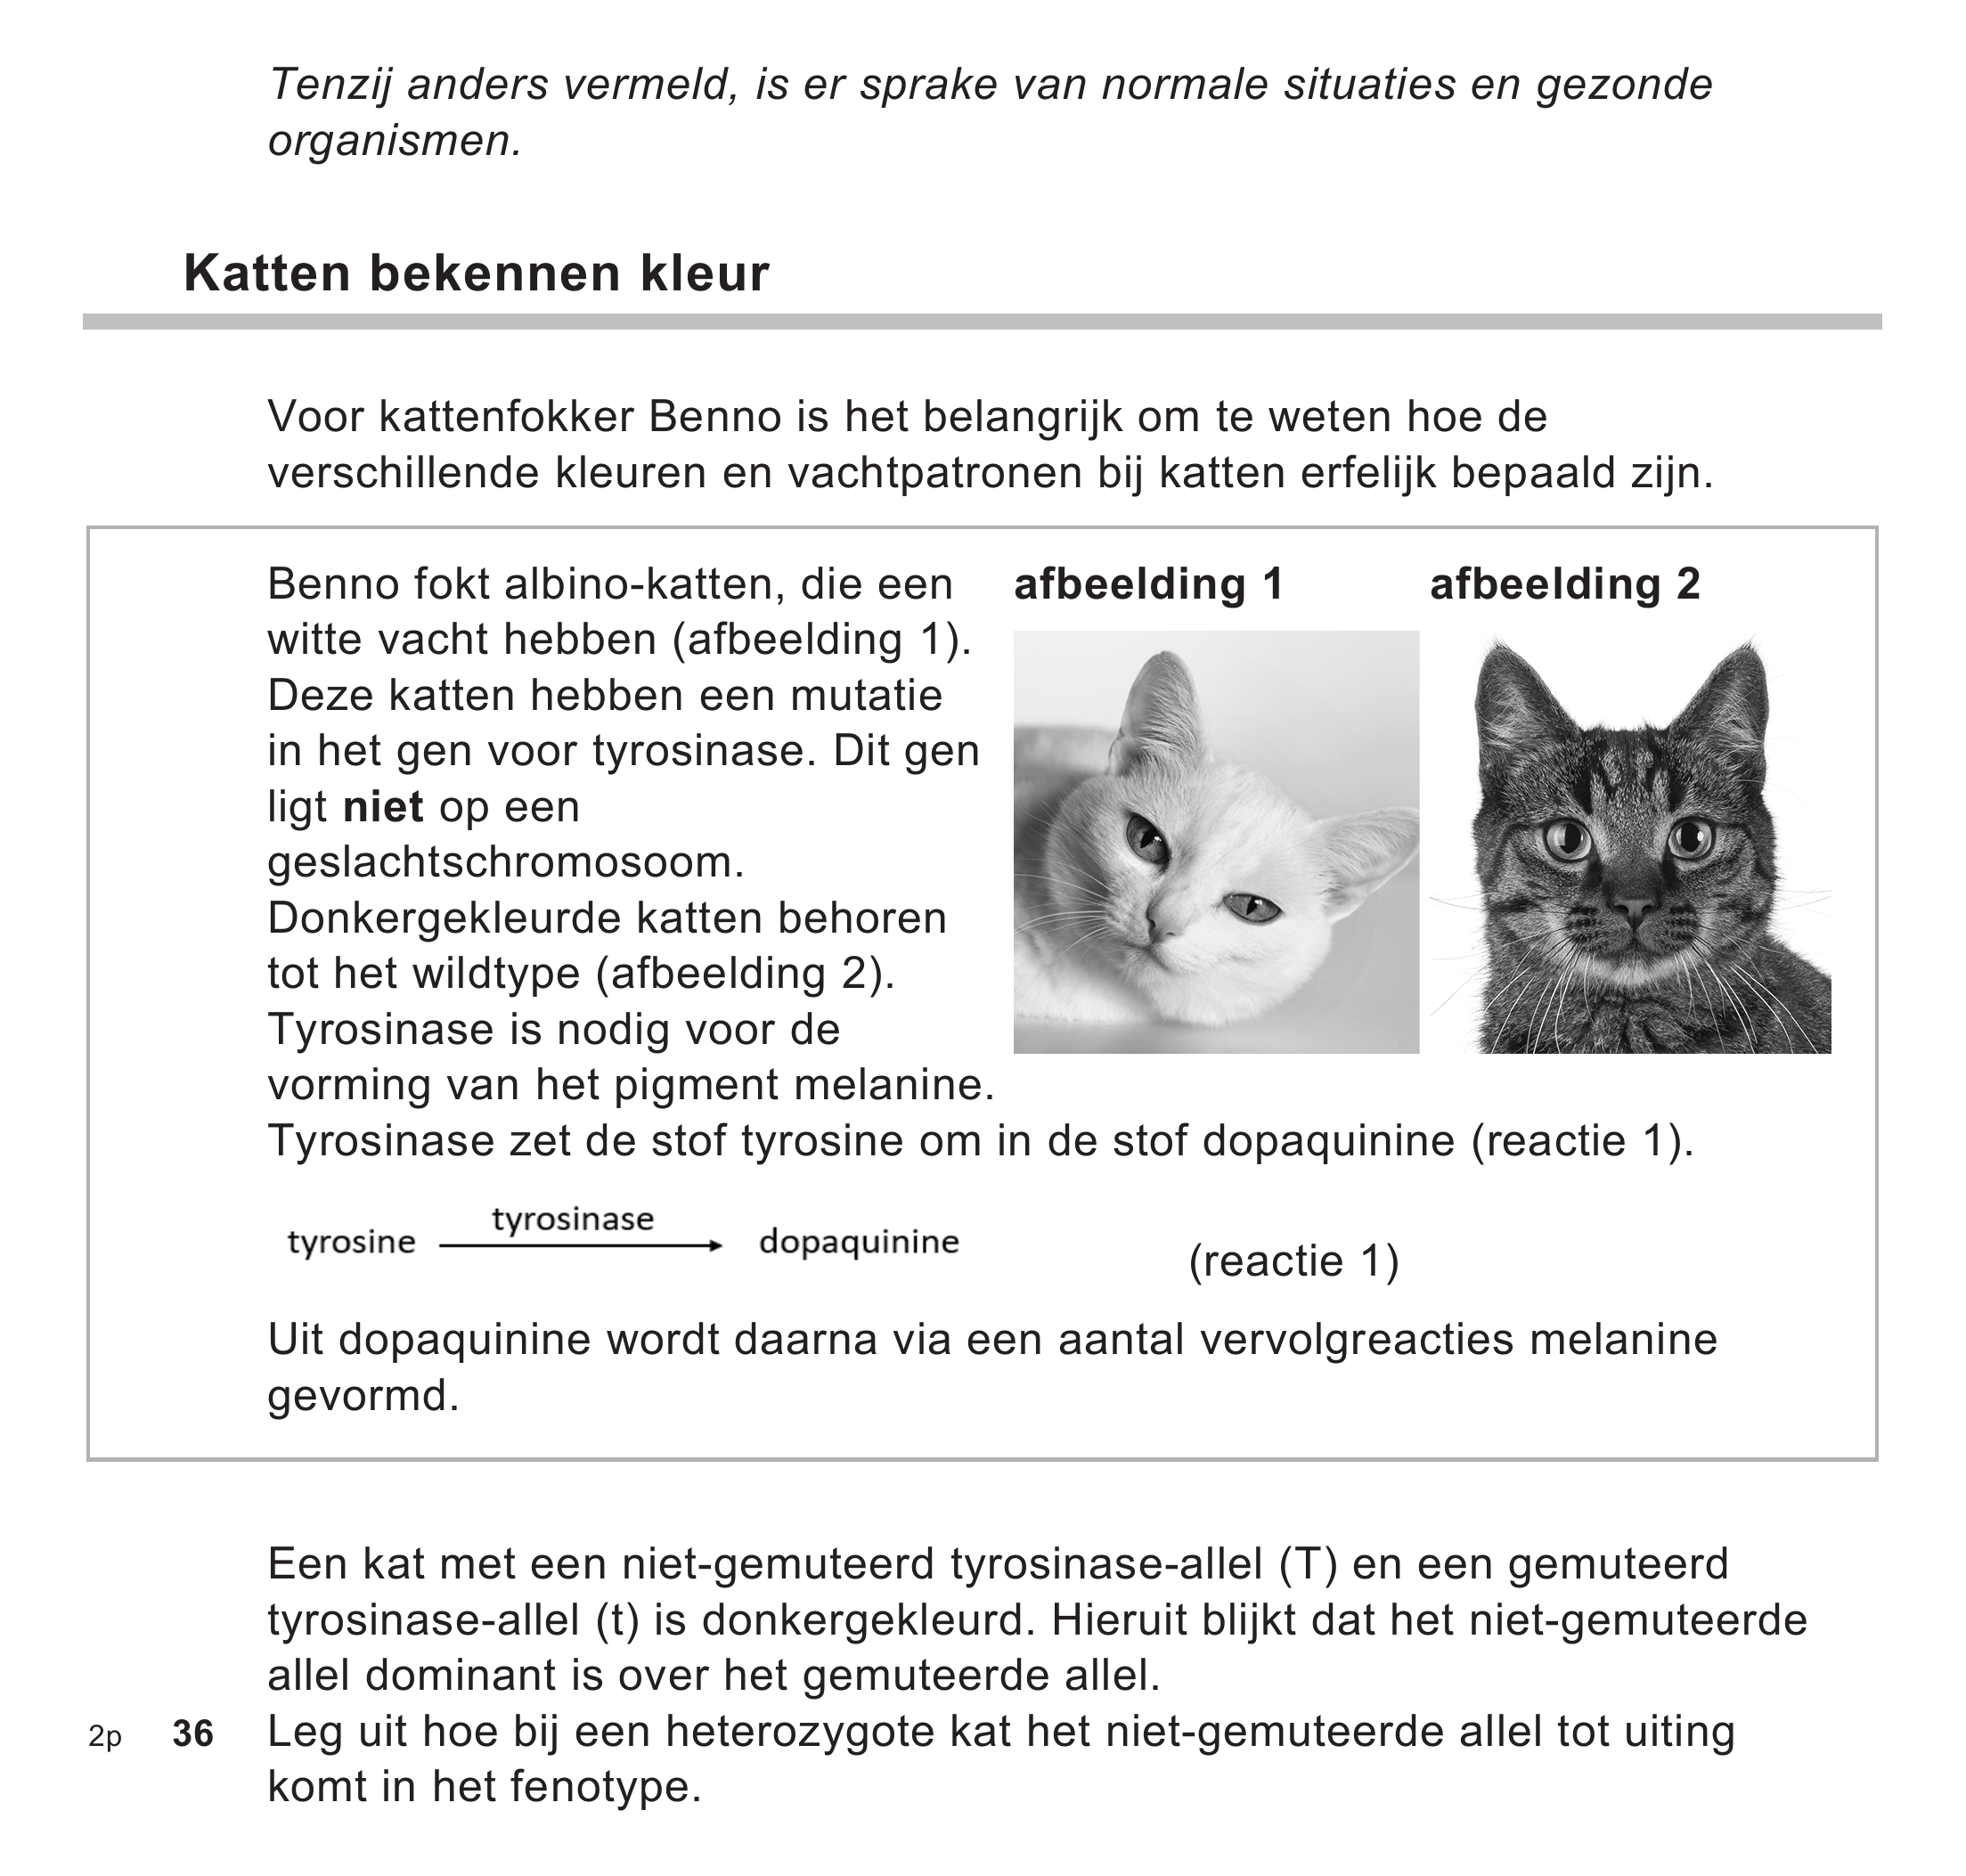 Tenzij anders vermeld, is er sprake van normale situaties en gezonde
organismen.
Katten bekennen kleur
Voor kattenfokker Benno is het belangrijk om te weten hoe de
verschillende kleuren en vachtpatronen bij katten erfelijk bepaald zijn.
Benno fokt albino-katten, die een
witte vacht hebben (afbeelding 1).
Deze katten hebben een mutatie
in het gen voor tyrosinase. Dit gen
ligt niet op een
geslachtschromosoom.
Donkergekleurde katten behoren
tot het wildtype (afbeelding 2).
Tyrosinase is nodig voor de
vorming van het pigment melanine.
afbeelding 1
afbeelding 2
Tyrosinase zet de stof tyrosine om in de stof dopaquinine (reactie 1).
tyrosine tyrosinase dopaquinine (reactie 1)
Uit dopaquinine wordt daarna via een aantal vervolgreacties melanine
gevormd.
Een kat met een niet-gemuteerd tyrosinase-allel (T) en een gemuteerd
tyrosinase-allel (t) is donkergekleurd. Hieruit blijkt dat het niet-gemuteerde
allel dominant is over het gemuteerde allel.
2p 36 Leg uit hoe bij een heterozygote kat het niet-gemuteerde allel tot uiting
komt in het fenotype.